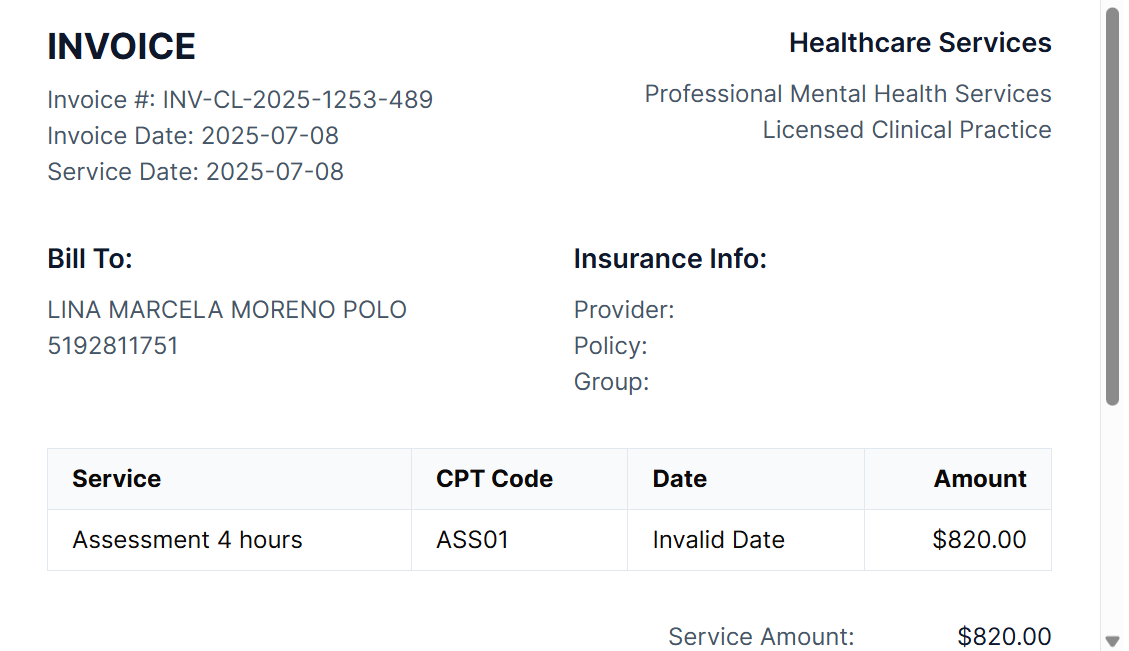 INVOICE
Invoice #: INV-CL-2025-1253-489
Invoice Date: 2025-07-08
Service Date: 2025-07-08
Healthcare Services
Professional Mental Health Services
Licensed Clinical Practice
Bill To:
LINA MARCELA MORENO POLO
5192811751
Insurance Info:
Provider:
Policy:
Group:
Service CPT Code Date Amount
Assessment 4 hours ASS01 Invalid Date $820.00
Service Amount: $820.00